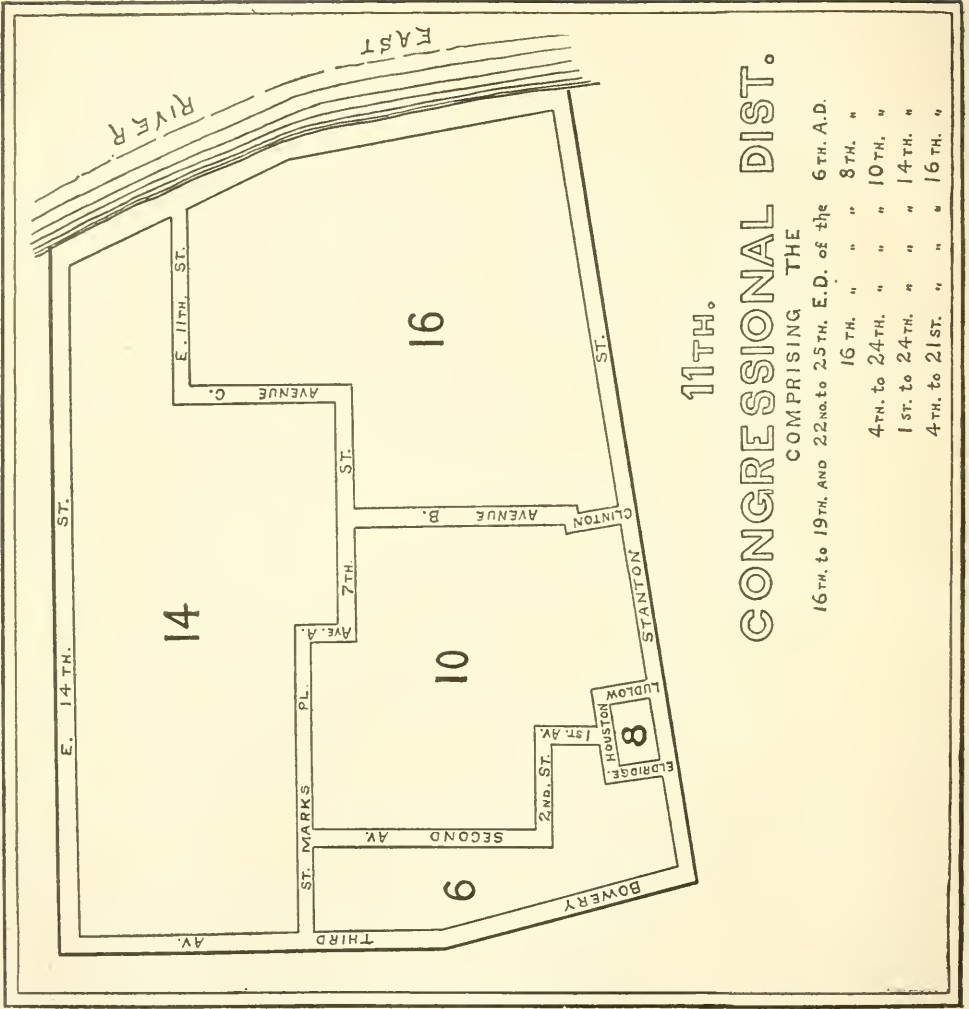 EAST
RIVER
E. 14 TH. ST.
14
E. 11TH. ST.
AVENUE C.
THIRD AV.
ST. MARKS PL.
AVE. A.
7TH. ST.
16
SECOND AV.
10
AVENUE B.
6
2ND. ST.
1ST. AV.
HOUSTON
8
ELDRIDGE.
LUDLOW
CLINTON
BOWERY
STANTON ST.
11TH.
CONGRESSIONAL DIST.
COMPRISING THE
16TH. to 19TH. AND 22ND. to 25TH. E.D. of the 6TH. A.D.
16TH. " " " 8TH. "
4TH. to 24TH. " " " 10TH. "
1ST. to 24TH. " " " 14TH. "
4TH. to 21ST. " " " 16TH. "